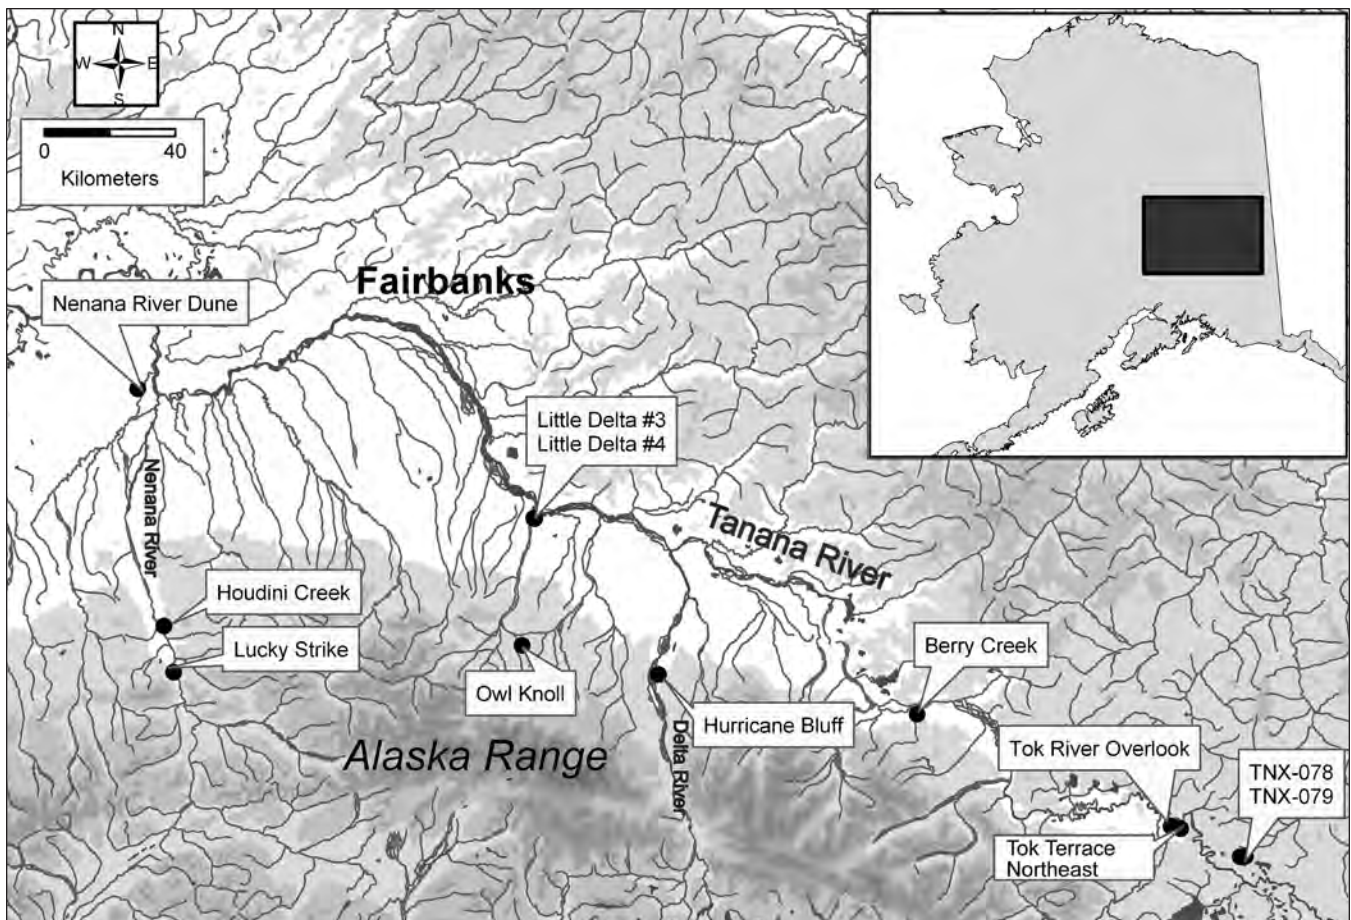 N
W E
S
0 40
Kilometers
Fairbanks
Nenana River Dune
Little Delta #3
Little Delta #4
Nenana River
Tanana River
Houdini Creek
Lucky Strike
Owl Knoll
Berry Creek
Hurricane Bluff
Delta River
Alaska Range
Tok River Overlook
TNX-078
TNX-079
Tok Terrace
Northeast